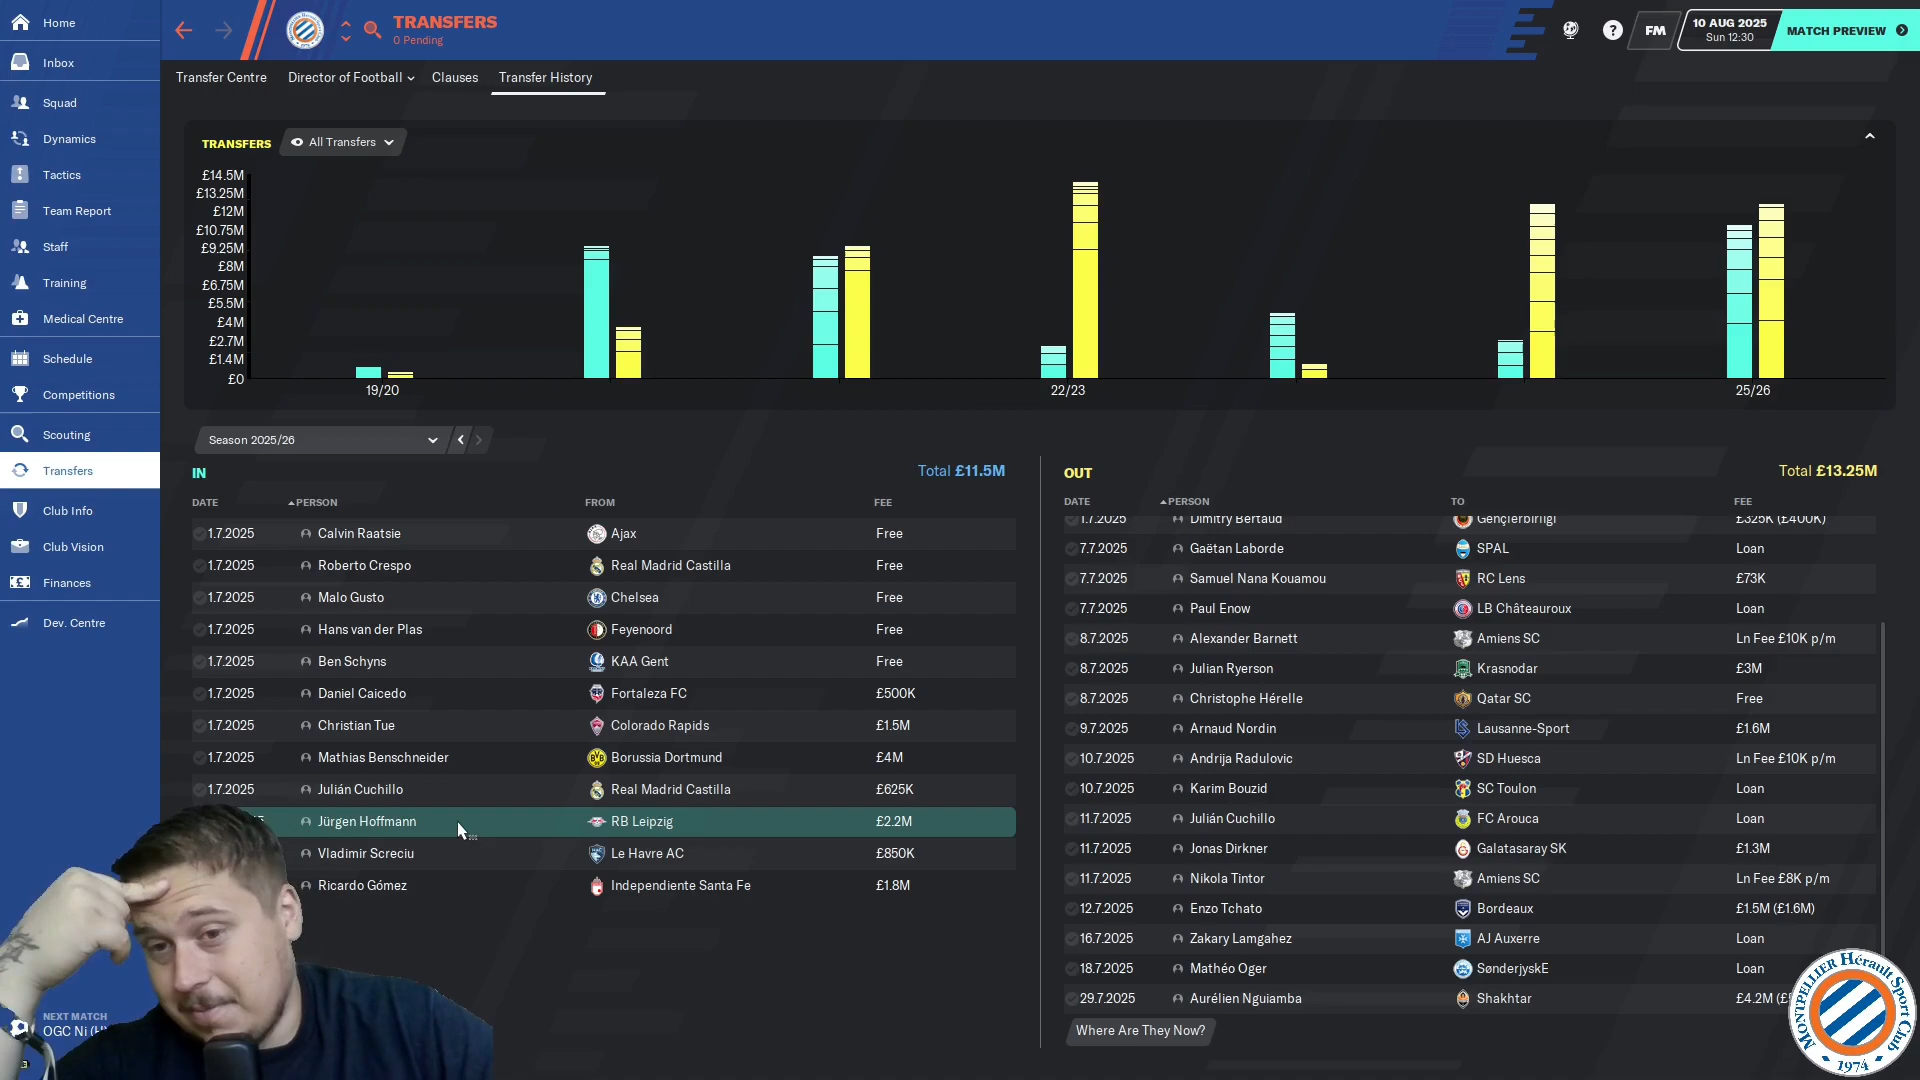 Home
Inbox
Squad
Dynamics
Tactics
Team Report
Staff
Training
Medical Centre
Schedule
Competitions
Scouting
Transfers
Club Info
Club Vision
Finances
Dev. Centre
NEXT MATCH
OGC Ni (H)
TRANSFERS
0 Pending
? FM 10 AUG 2025
Sun 12:30
MATCH PREVIEW
Transfer Centre Director of Football Clauses Transfer History
TRANSFERS All Transfers
£14.5M
£13.25M
£12M
£10.75M
£9.25M
£8M
£6.75M
£5.5M
£4M
£2.7M
£1.4M
£0
19/20 22/23 25/26
Season 2025/26
IN Total £11.5M
DATE PERSON FROM FEE
1.7.2025 Calvin Raatsie Ajax Free
1.7.2025 Roberto Crespo Real Madrid Castilla Free
1.7.2025 Malo Gusto Chelsea Free
1.7.2025 Hans van der Plas Feyenoord Free
1.7.2025 Ben Schyns KAA Gent Free
1.7.2025 Daniel Caicedo Fortaleza FC £500K
1.7.2025 Christian Tue Colorado Rapids £1.5M
1.7.2025 Mathias Benschneider Borussia Dortmund £4M
1.7.2025 Julián Cuchillo Real Madrid Castilla £625K
Jürgen Hoffmann RB Leipzig £2.2M
Vladimir Screciu Le Havre AC £850K
Ricardo Gómez Independiente Santa Fe £1.8M
OUT Total £13.25M
DATE PERSON TO FEE
1.7.2025 Dimitry Bertaud Gençlerbirligi £325K (£400K)
7.7.2025 Gaëtan Laborde SPAL Loan
7.7.2025 Samuel Nana Kouamou RC Lens £73K
7.7.2025 Paul Enow LB Châteauroux Loan
8.7.2025 Alexander Barnett Amiens SC Ln Fee £10K p/m
8.7.2025 Julian Ryerson Krasnodar £3M
8.7.2025 Christophe Hérelle Qatar SC Free
9.7.2025 Arnaud Nordin Lausanne-Sport £1.6M
10.7.2025 Andrija Radulovic SD Huesca Ln Fee £10K p/m
10.7.2025 Karim Bouzid SC Toulon Loan
11.7.2025 Julián Cuchillo FC Arouca Loan
11.7.2025 Jonas Dirkner Galatasaray SK £1.3M
11.7.2025 Nikola Tintor Amiens SC Ln Fee £8K p/m
12.7.2025 Enzo Tchato Bordeaux £1.5M (£1.6M)
16.7.2025 Zakary Lamgahez AJ Auxerre Loan
18.7.2025 Mathéo Oger SønderjyskE Loan
29.7.2025 Aurélien Nguiamba Shakhtar £4.2M
Where Are They Now?
MONTPELLIER Hérault Sport Club
1974